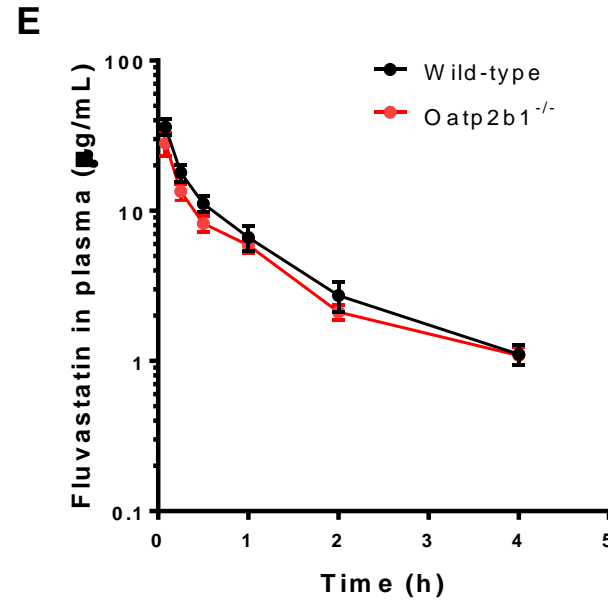 E
Fluvastatin in plasma (μg/mL)
100
10
1
0.1
Wild-type
Oatp2b1-/-
0
1
2
3
4
5
Time (h)